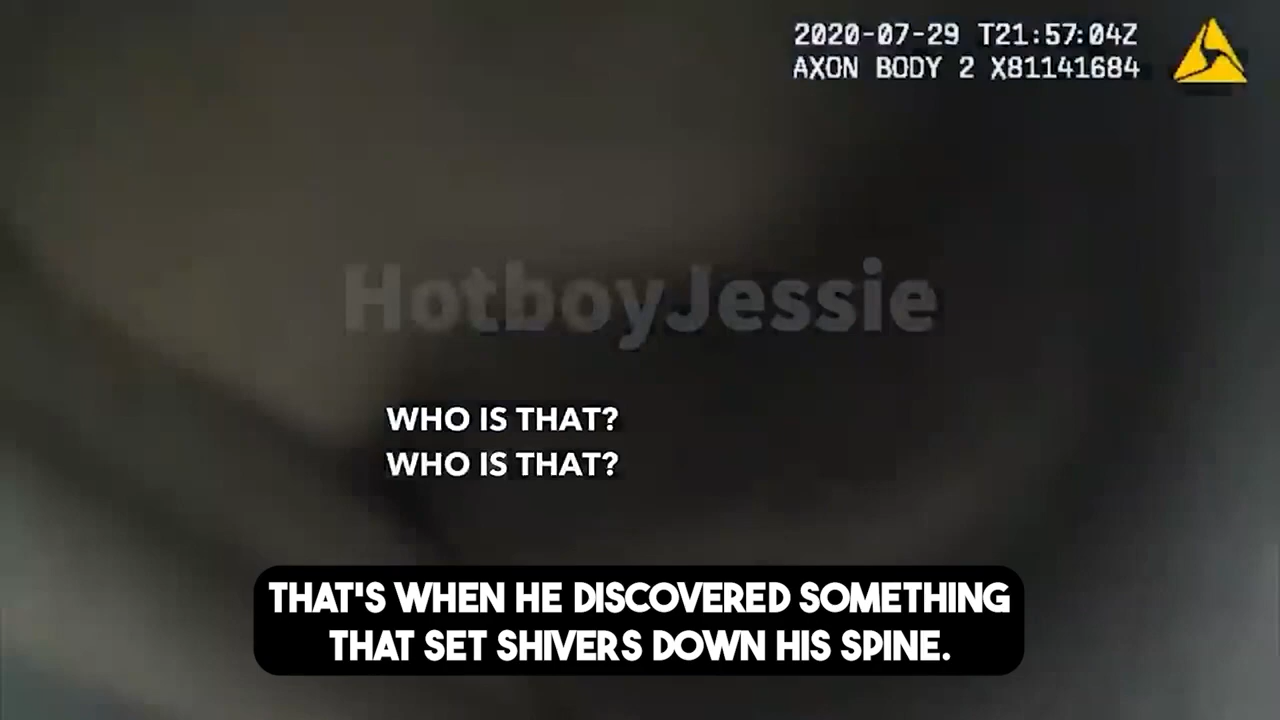 2020-07-29 T21:57:04Z
AXON BODY 2 X81141684
HotboyJessie
WHO IS THAT?
WHO IS THAT?
THAT'S WHEN HE DISCOVERED SOMETHING
THAT SET SHIVERS DOWN HIS SPINE.